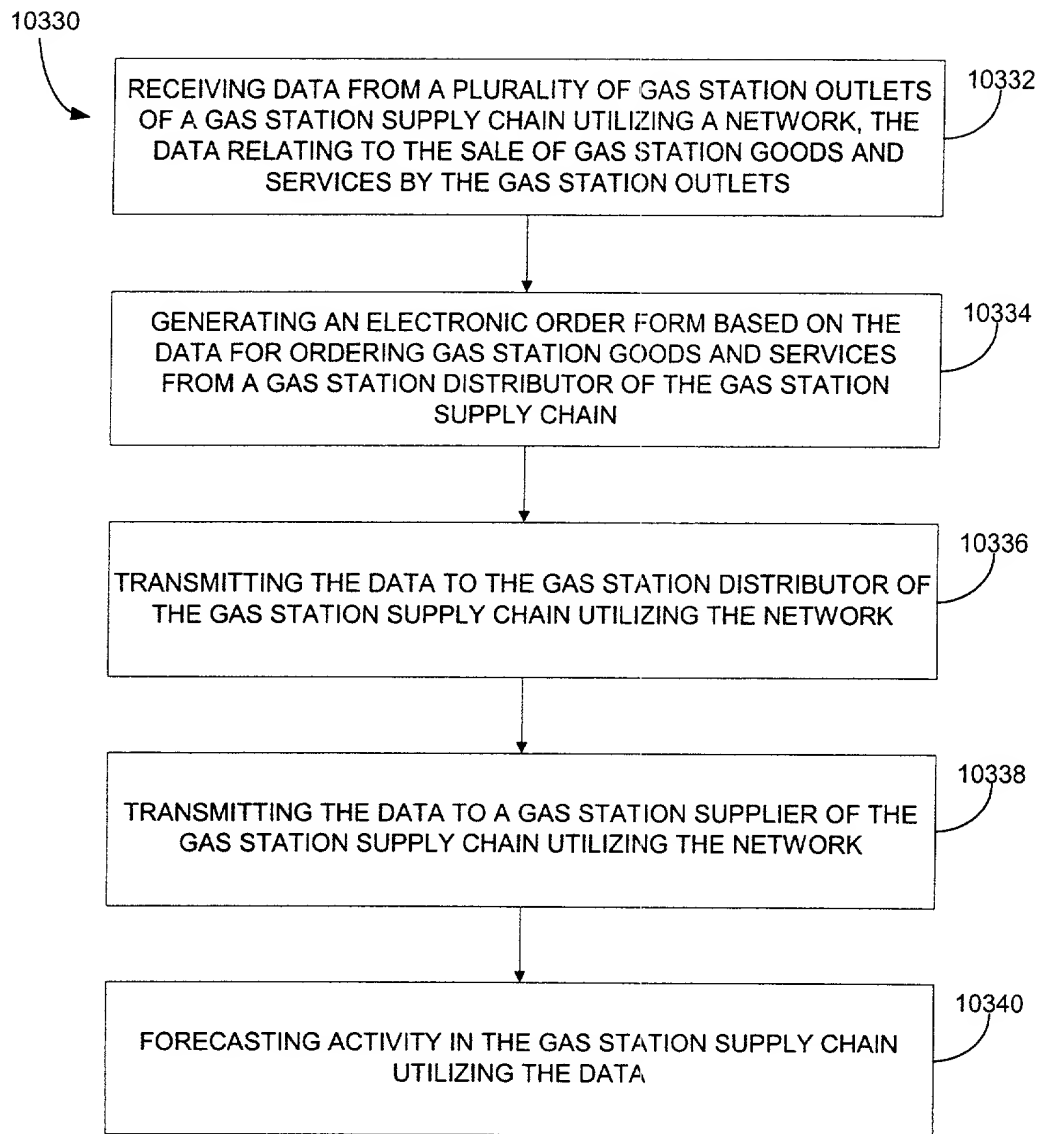 10330
RECEIVING DATA FROM A PLURALITY OF GAS STATION OUTLETS
OF A GAS STATION SUPPLY CHAIN UTILIZING A NETWORK, THE
DATA RELATING TO THE SALE OF GAS STATION GOODS AND
SERVICES BY THE GAS STATION OUTLETS
10332
GENERATING AN ELECTRONIC ORDER FORM BASED ON THE
DATA FOR ORDERING GAS STATION GOODS AND SERVICES
FROM A GAS STATION DISTRIBUTOR OF THE GAS STATION
SUPPLY CHAIN
10334
TRANSMITTING THE DATA TO THE GAS STATION DISTRIBUTOR OF
THE GAS STATION SUPPLY CHAIN UTILIZING THE NETWORK
10336
TRANSMITTING THE DATA TO A GAS STATION SUPPLIER OF THE
GAS STATION SUPPLY CHAIN UTILIZING THE NETWORK
10338
FORECASTING ACTIVITY IN THE GAS STATION SUPPLY CHAIN
UTILIZING THE DATA
10340